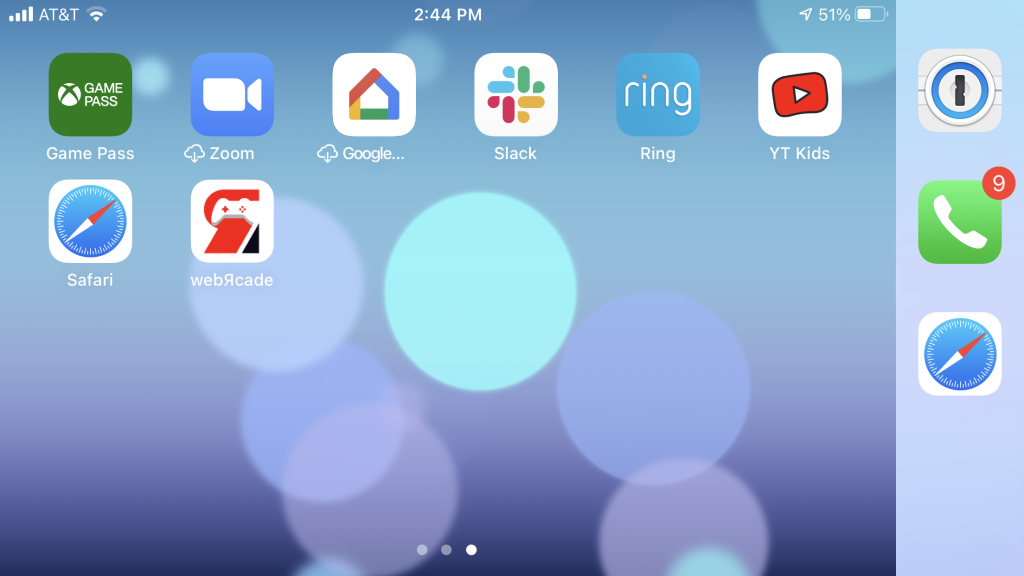 AT&T
2:44 PM
51%
GAME
PASS
ring
Game Pass
Zoom
Google...
Slack
Ring
YT Kids
9
Safari
webЯcade